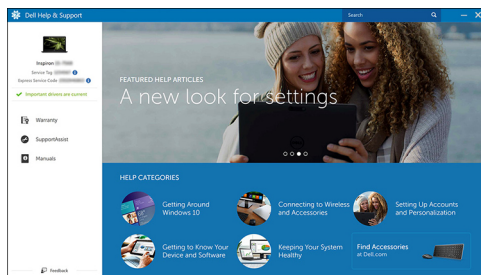 Dell Help & Support
Search
Inspiron
Service Tag
Express Service Code
Important drivers are current
Warranty
SupportAssist
Manuals
Feedback
FEATURED HELP ARTICLES
A new look for settings
HELP CATEGORIES
Getting Around
Windows 10
Connecting to Wireless
and Accessories
Setting Up Accounts
and Personalization
Getting to Know Your
Device and Software
Keeping Your System
Healthy
Find Accessories
at Dell.com